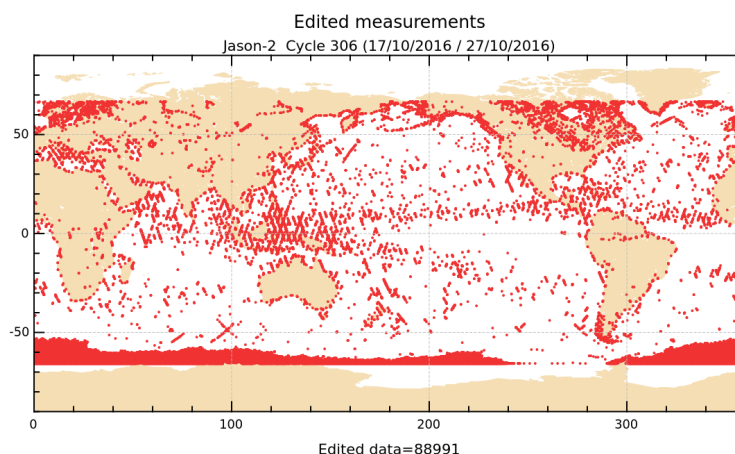 Edited measurements
Jason-2 Cycle 306 (17/10/2016 / 27/10/2016)
50
0
-50
0 100 200 300
Edited data=88991